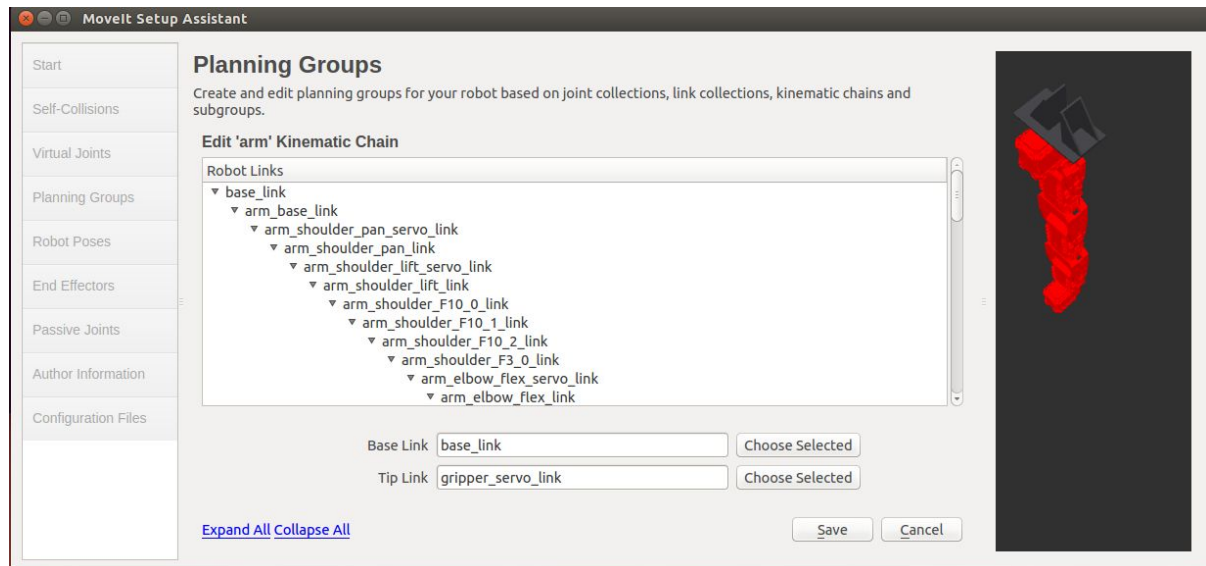 MoveIt Setup Assistant
Start
Self-Collisions
Virtual Joints
Planning Groups
Robot Poses
End Effectors
Passive Joints
Author Information
Configuration Files
Planning Groups
Create and edit planning groups for your robot based on joint collections, link collections, kinematic chains and
subgroups.
Edit 'arm' Kinematic Chain
Robot Links
base_link
arm_base_link
arm_shoulder_pan_servo_link
arm_shoulder_pan_link
arm_shoulder_lift_servo_link
arm_shoulder_lift_link
arm_shoulder_F10_0_link
arm_shoulder_F10_1_link
arm_shoulder_F10_2_link
arm_shoulder_F3_0_link
arm_elbow_flex_servo_link
arm_elbow_flex_link
Base Link base_link Choose Selected
Tip Link gripper_servo_link Choose Selected
Expand All Collapse All Save Cancel